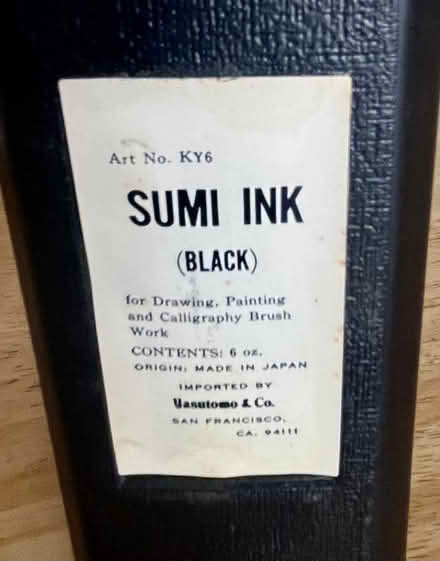 Art No. KY6
SUMI INK
(BLACK)
for Drawing, Painting
and Calligraphy Brush
Work
CONTENTS: 6 oz.
ORIGIN: MADE IN JAPAN
IMPORTED BY
Yasutomo & Co.
SAN FRANCISCO,
CA. 94111